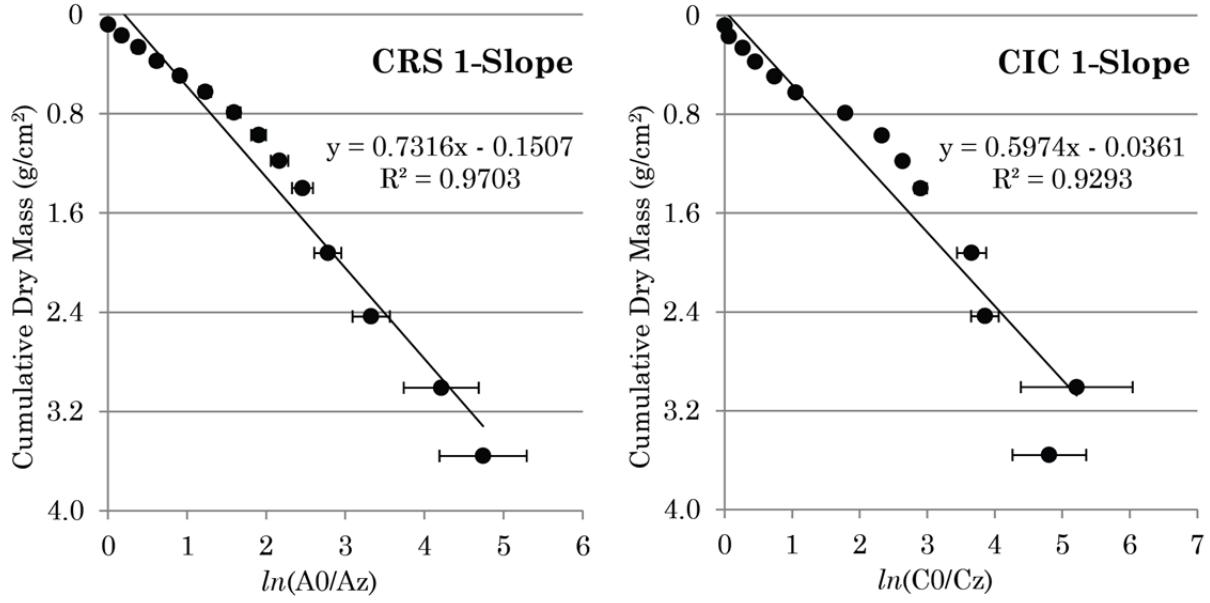 CRS 1-Slope
y = 0.7316x - 0.1507
R² = 0.9703
Cumulative Dry Mass (g/cm²)
0
0.8
1.6
2.4
3.2
4.0
0 1 2 3 4 5 6
ln(A0/Az)
CIC 1-Slope
y = 0.5974x - 0.0361
R² = 0.9293
Cumulative Dry Mass (g/cm²)
0
0.8
1.6
2.4
3.2
4.0
0 1 2 3 4 5 6 7
ln(C0/Cz)